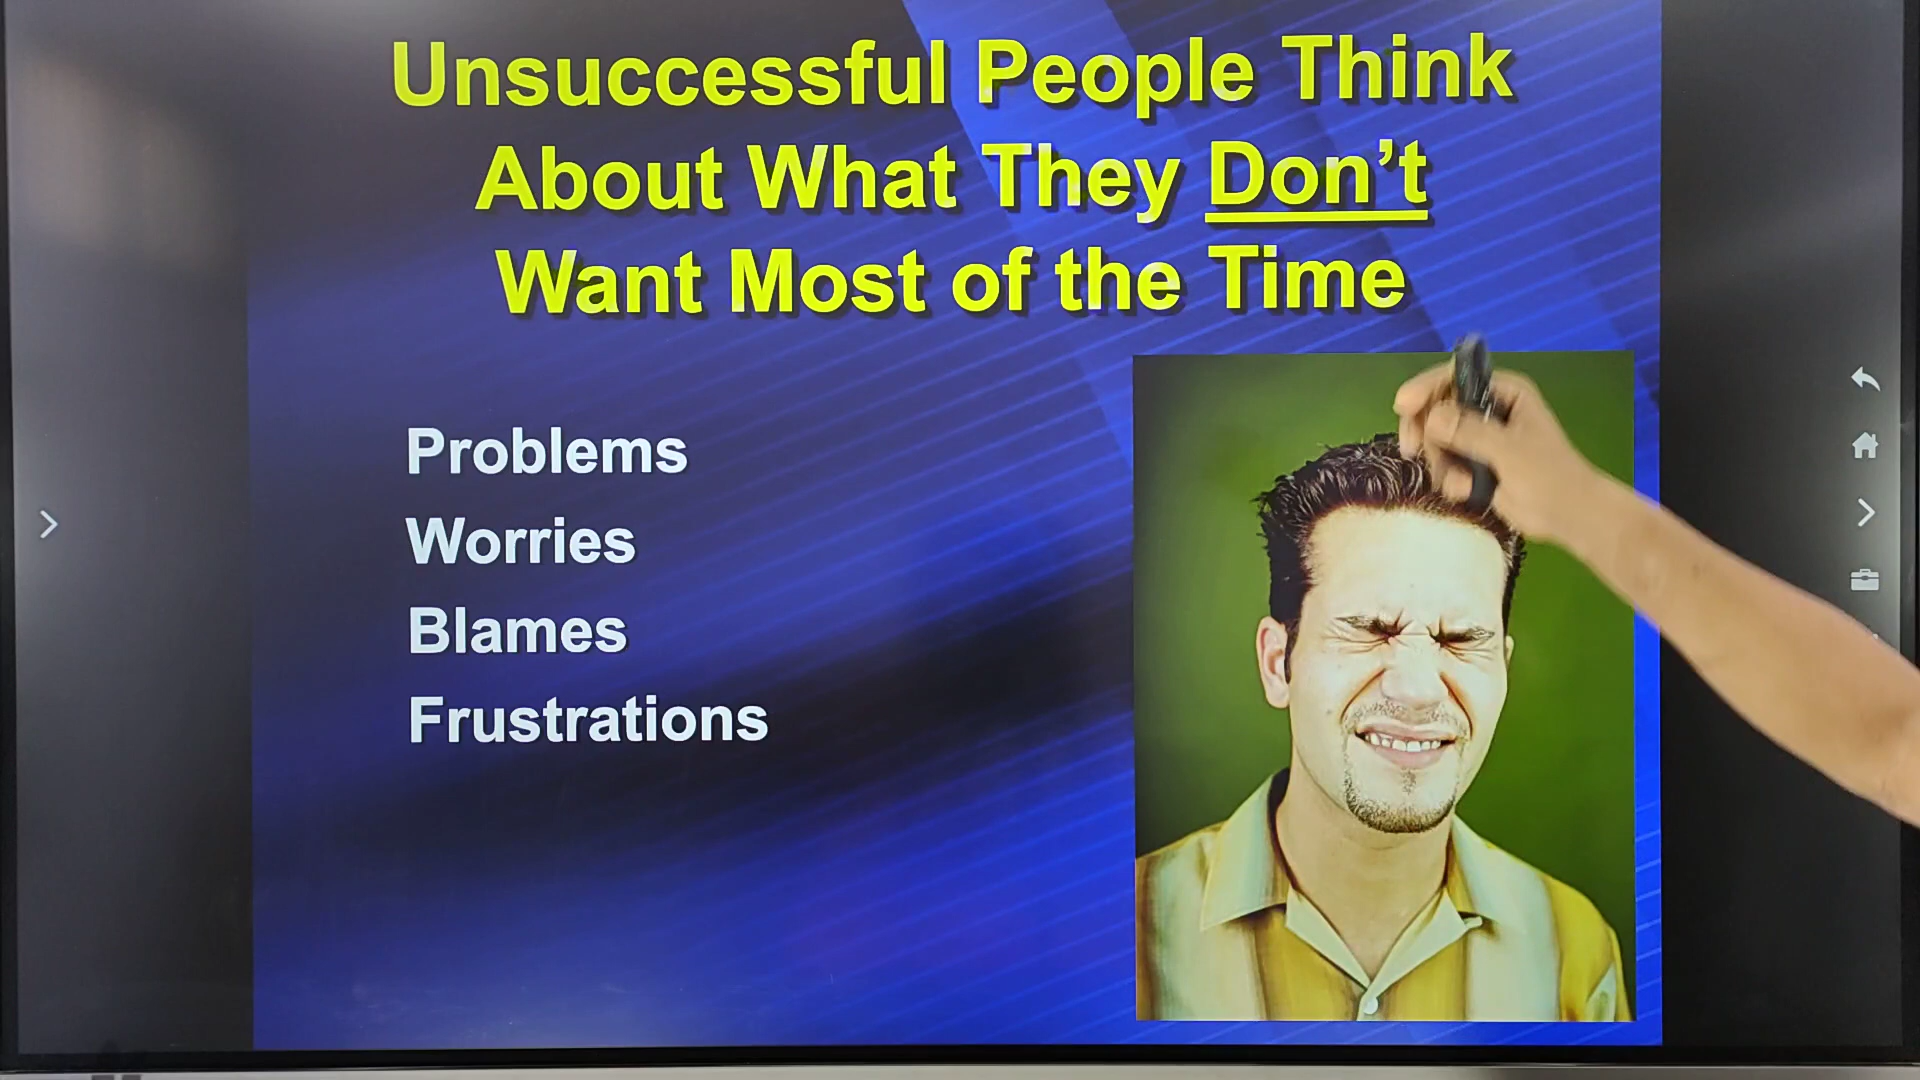 Unsuccessful People Think
About What They Don’t
Want Most of the Time
Problems
Worries
Blames
Frustrations